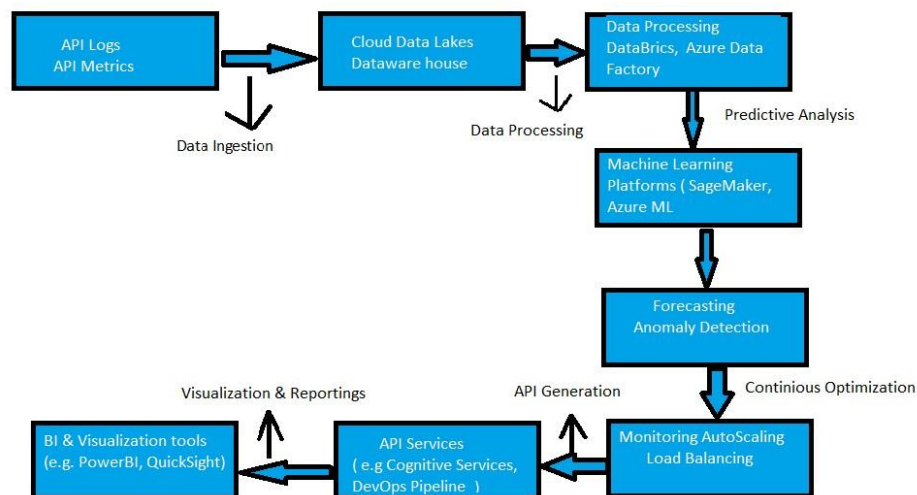 API Logs
API Metrics
Cloud Data Lakes
Dataware house
Data Processing
DataBrics, Azure Data
Factory
Data Ingestion
Data Processing
Predictive Analysis
Machine Learning
Platforms ( SageMaker,
Azure ML
Forecasting
Anomaly Detection
Continious Optimization
Monitoring AutoScaling
Load Balancing
API Generation
API Services
( e.g Cognitive Services,
DevOps Pipeline )
Visualization & Reportings
BI & Visualization tools
(e.g. PowerBI, QuickSight)